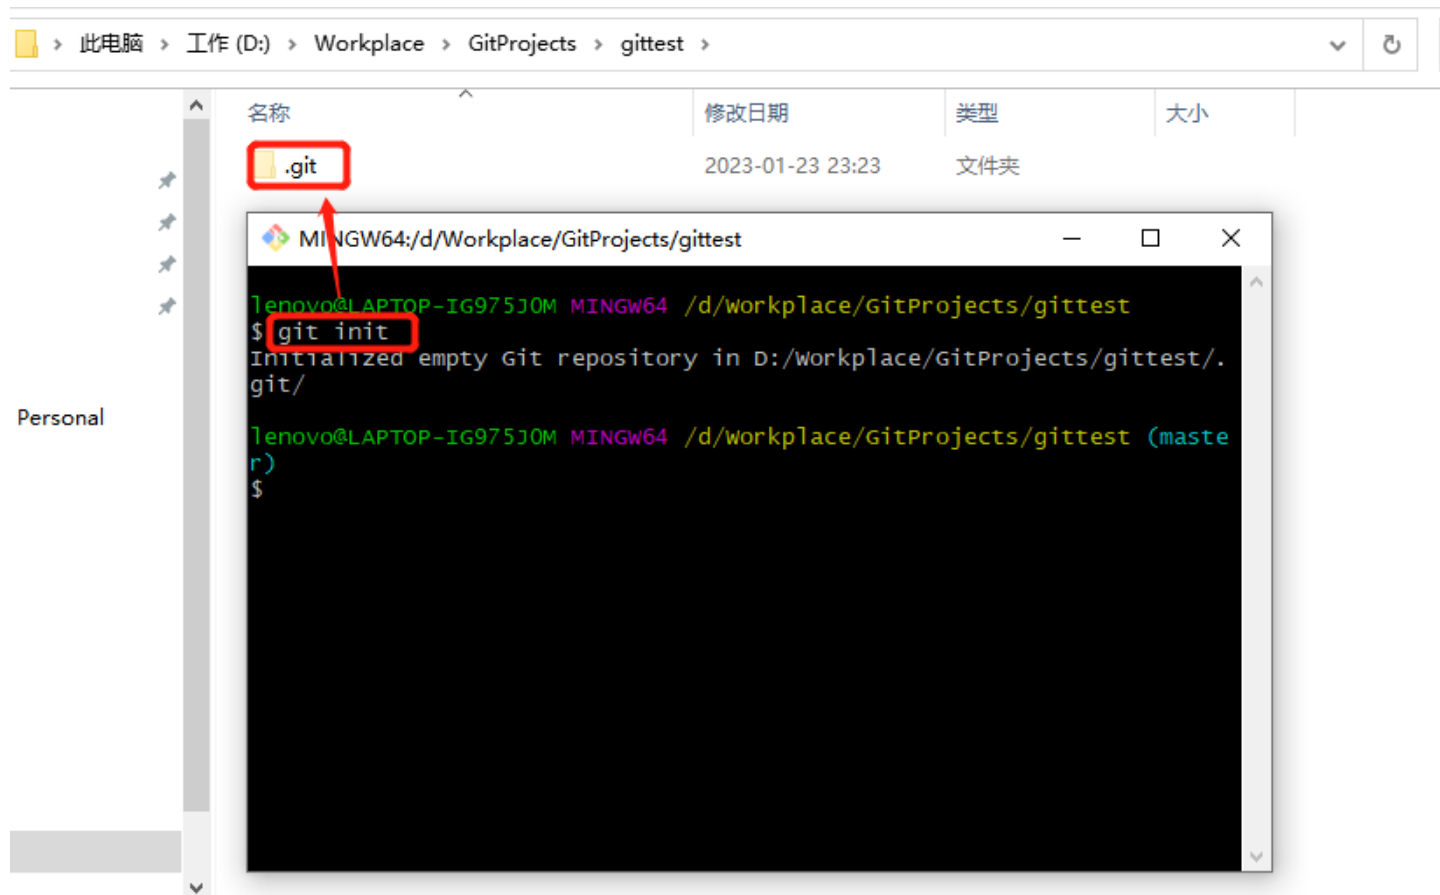 此电脑 > 工作 (D:) > Workplace > GitProjects > gittest >
名称 修改日期 类型 大小
.git 2023-01-23 23:23 文件夹
MINGW64:/d/Workplace/GitProjects/gittest
lenovo@LAPTOP-IG975JOM MINGW64 /d/Workplace/GitProjects/gittest
$ git init
Initialized empty Git repository in D:/Workplace/GitProjects/gittest/.
git/
Personal
lenovo@LAPTOP-IG975JOM MINGW64 /d/Workplace/GitProjects/gittest (maste
r)
$